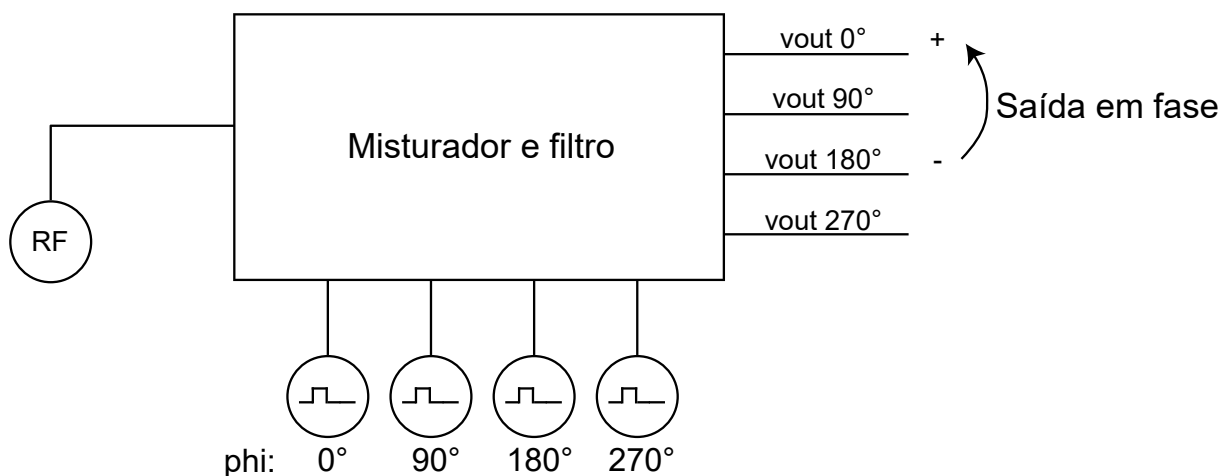 vout 0° +
vout 90°
Saída em fase
Misturador e filtro
vout 180° -
vout 270°
RF
phi: 0° 90° 180° 270°